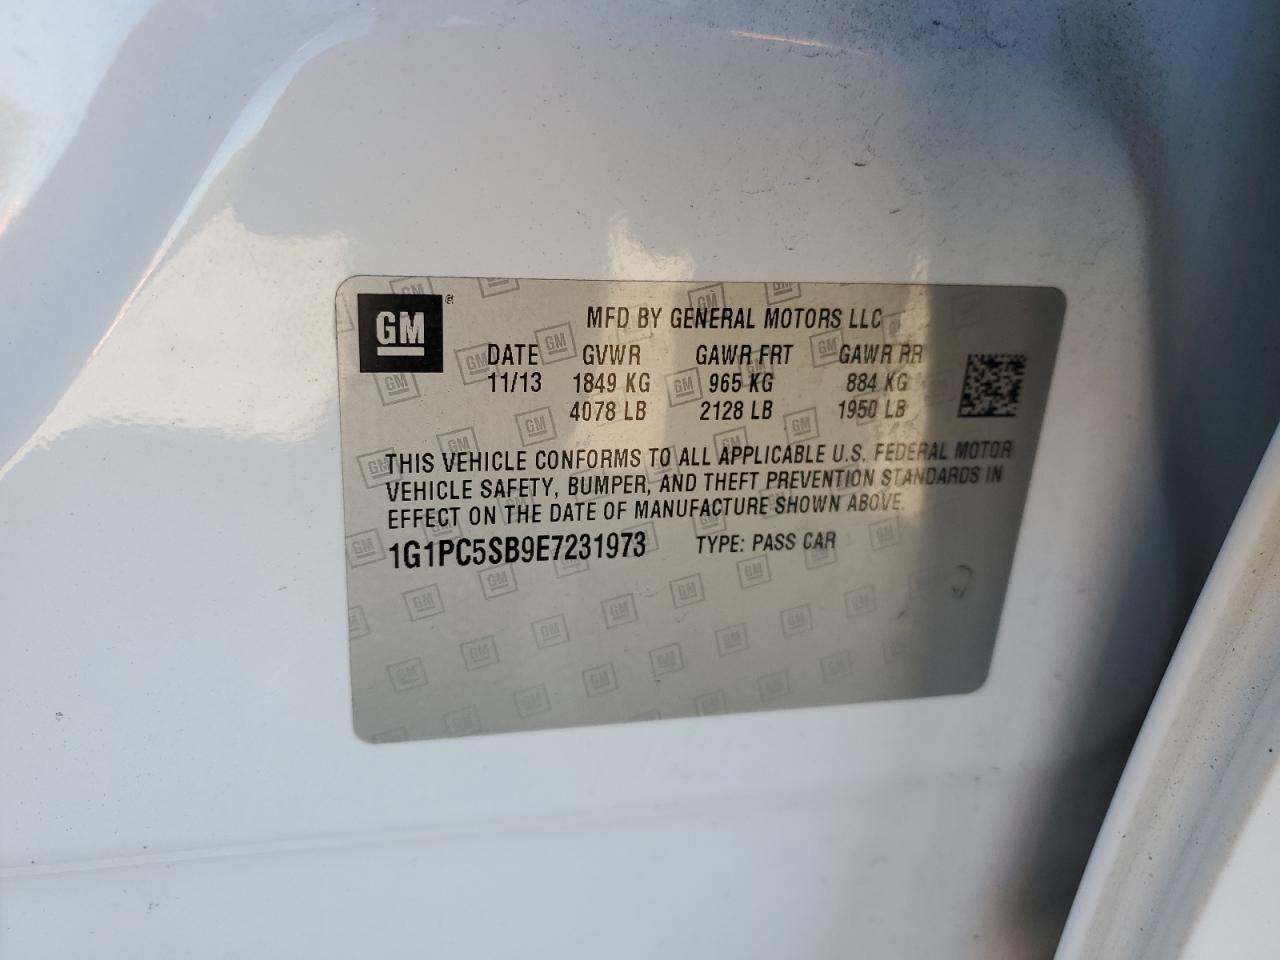 GM ®
MFD BY GENERAL MOTORS LLC
DATE GVWR GAWR FRT GAWR RR
11/13 1849 KG 965 KG 884 KG
4078 LB 2128 LB 1950 LB
THIS VEHICLE CONFORMS TO ALL APPLICABLE U.S. FEDERAL MOTOR
VEHICLE SAFETY, BUMPER, AND THEFT PREVENTION STANDARDS IN
EFFECT ON THE DATE OF MANUFACTURE SHOWN ABOVE.
1G1PC5SB9E7231973 TYPE: PASS CAR